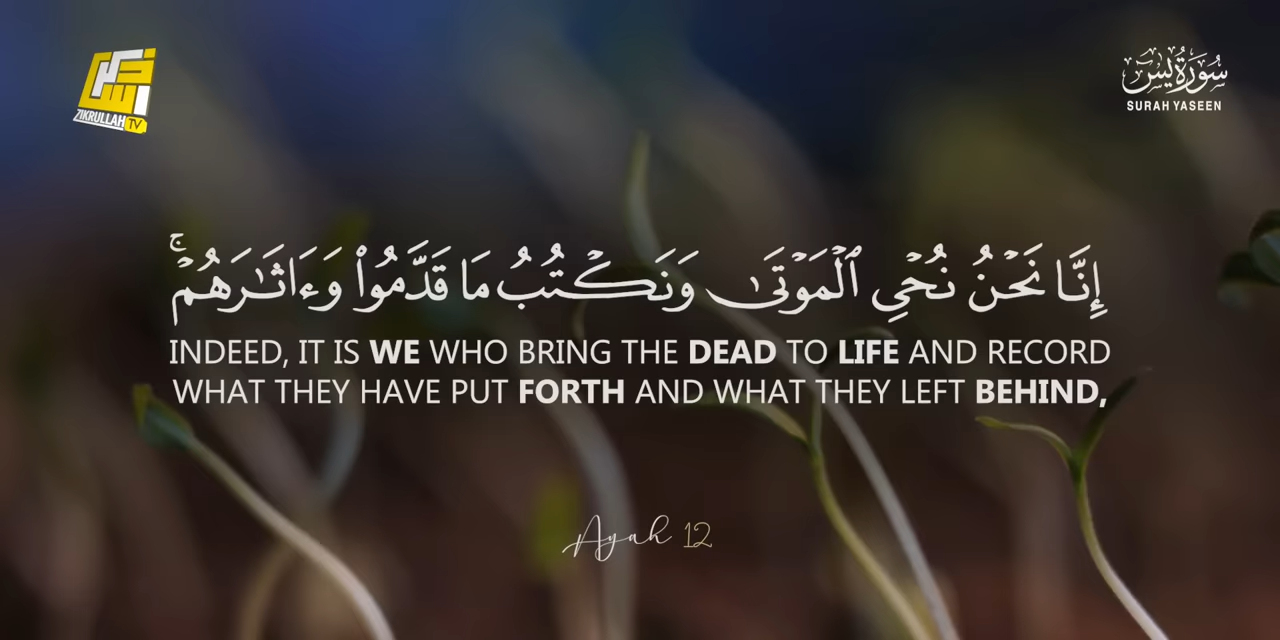 ذكر الله
ZIKRULLAH TV
سُورَةُ يسٓ
SURAH YASEEN
إِنَّا نَحْنُ نُحْىِ ٱلْمَوْتَىٰ وَنَكْتُبُ مَا قَدَّمُوا۟ وَءَاثَـٰرَهُمْ ۚ
INDEED, IT IS WE WHO BRING THE DEAD TO LIFE AND RECORD
WHAT THEY HAVE PUT FORTH AND WHAT THEY LEFT BEHIND,
Ayah 12